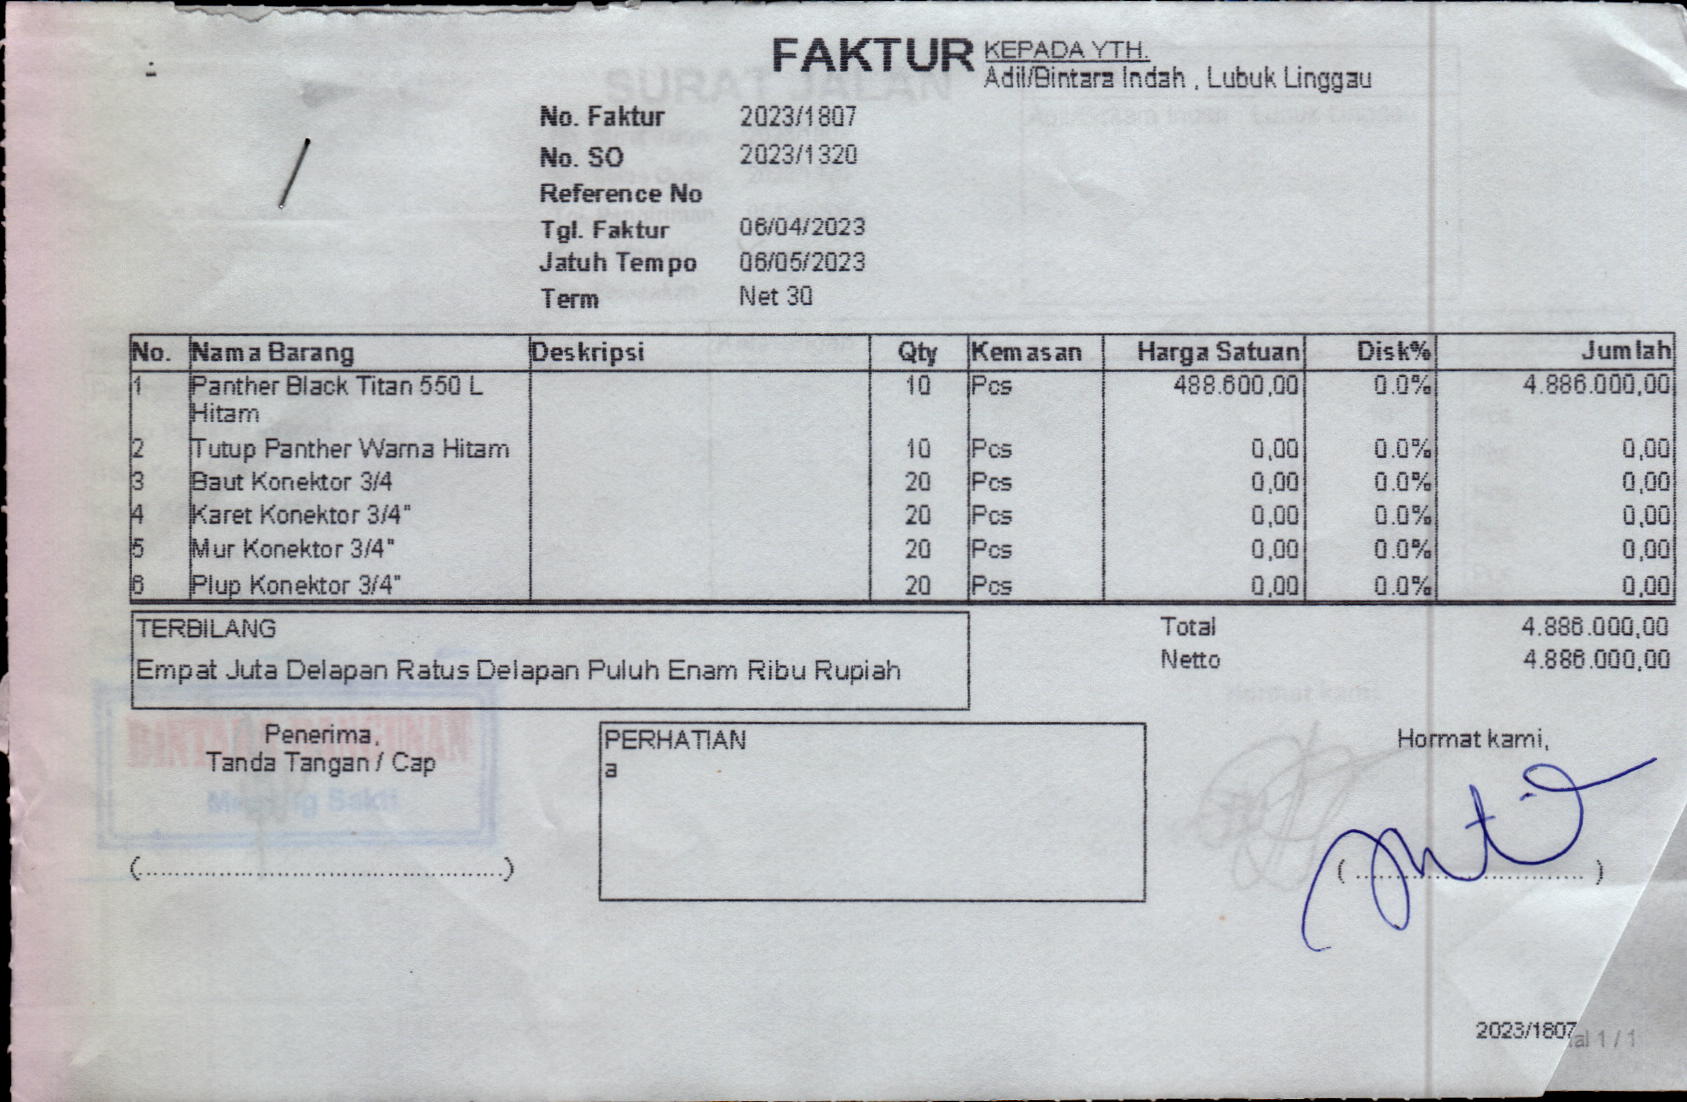 FAKTUR
KEPADA YTH.
Adil/Bintara Indah , Lubuk Linggau
No. Faktur 2023/1807
No. SO 2023/1320
Reference No
Tgl. Faktur 06/04/2023
Jatuh Tempo 06/05/2023
Term Net 30
No. Nama Barang Deskripsi Qty Kemasan Harga Satuan Disk% Jumlah
1 Panther Black Titan 550 L 10 Pcs 488.600,00 0.0% 4.886.000,00
Hitam
2 Tutup Panther Warna Hitam 10 Pcs 0,00 0.0% 0,00
3 Baut Konektor 3/4 20 Pcs 0,00 0.0% 0,00
4 Karet Konektor 3/4" 20 Pcs 0,00 0.0% 0,00
5 Mur Konektor 3/4" 20 Pcs 0,00 0.0% 0,00
6 Plup Konektor 3/4" 20 Pcs 0,00 0.0% 0,00
TERBILANG
Empat Juta Delapan Ratus Delapan Puluh Enam Ribu Rupiah
Total 4.886.000,00
Netto 4.886.000,00
Penerima,
Tanda Tangan / Cap
PERHATIAN
a
Hormat kami,
2023/1807
al 1 / 1